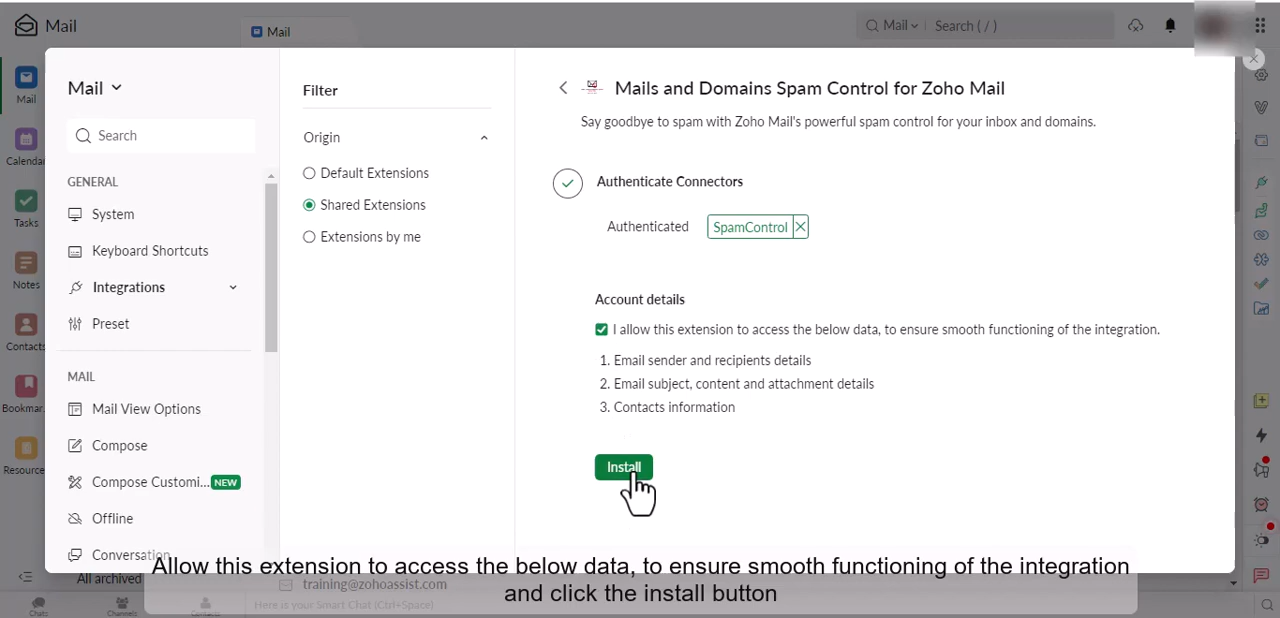 Mail
Mail
Mail
Search ( / )
Mail
Calendar
Tasks
Notes
Contacts
Bookmar.
Resource
Mail
Search
GENERAL
System
Keyboard Shortcuts
Integrations
Preset
MAIL
Mail View Options
Compose
Compose Customi... NEW
Offline
Conversation
Filter
Origin
Default Extensions
Shared Extensions
Extensions by me
Mails and Domains Spam Control for Zoho Mail
Say goodbye to spam with Zoho Mail's powerful spam control for your inbox and domains.
Authenticate Connectors
Authenticated SpamControl
Account details
I allow this extension to access the below data, to ensure smooth functioning of the integration.
1. Email sender and recipients details
2. Email subject, content and attachment details
3. Contacts information
Install
Allow this extension to access the below data, to ensure smooth functioning of the integration
and click the install button
All archived
training@zohoassist.com
Here is your Smart Chat (Ctrl+Space)
Chats
Channels
Contacts